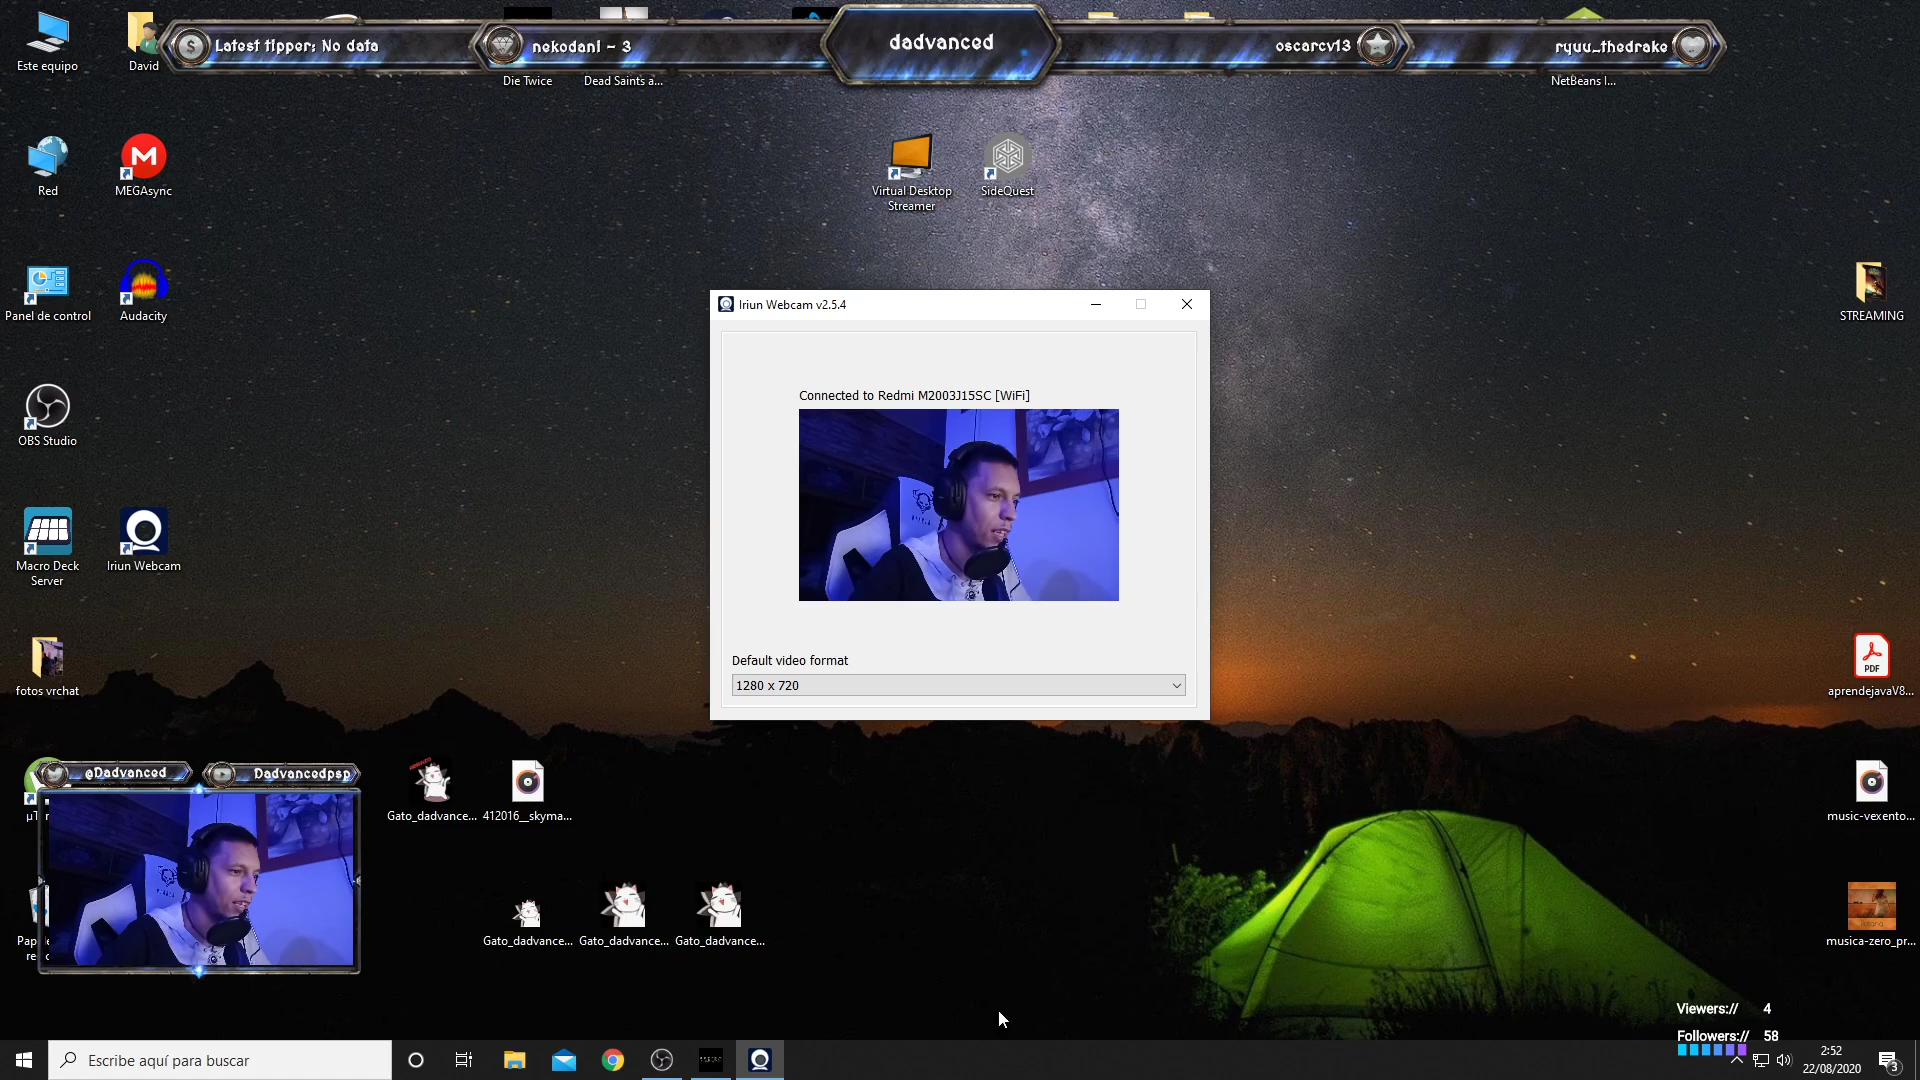 Latest tipper: No data
nekodani - 3
dadvanced
oscarcv13
ryuu_thedrake
Este equipo
David
Die Twice
Dead Saints a...
NetBeans I...
Red
MEGAsync
Virtual Desktop
Streamer
SideQuest
Panel de control
Audacity
STREAMING
Iriun Webcam v2.5.4
Connected to Redmi M2003J15SC [WiFi]
OBS Studio
Macro Deck
Server
Iriun Webcam
Default video format
1280 x 720
fotos vrchat
PDF
aprendejavaV8...
@Dadvanced
Dadvancedpsp
Gato_dadvance...
412016__skyma...
music-vexento...
Gato_dadvance...
Gato_dadvance...
Gato_dadvance...
musica-zero_pr...
Viewers:// 4
Followers:// 58
Escribe aquí para buscar
2:52
22/08/2020
3